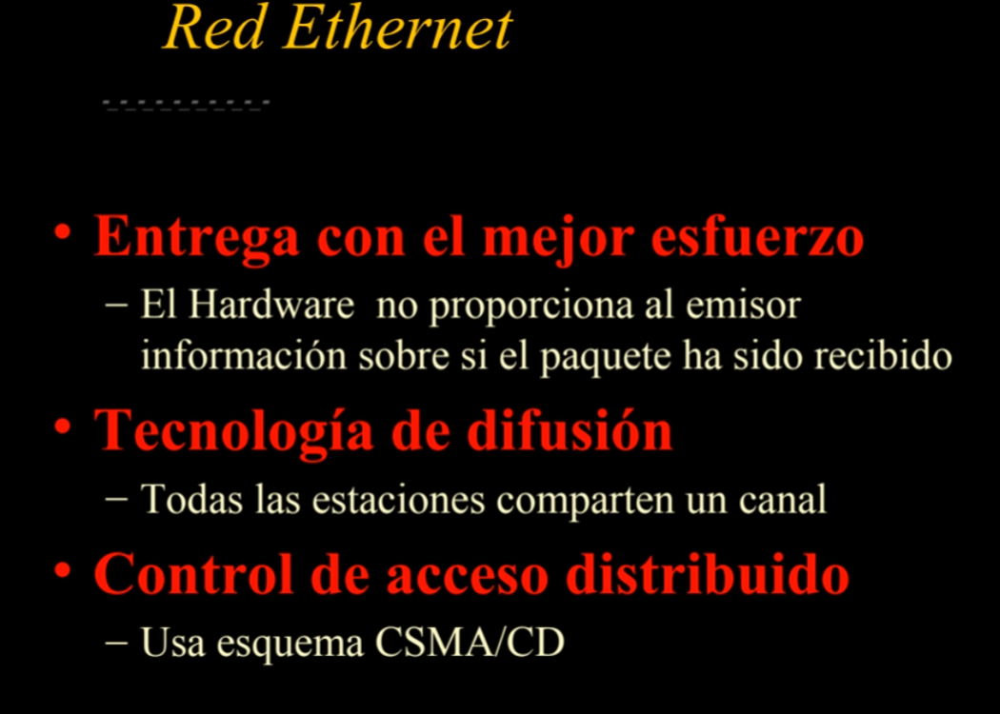 Red Ethernet
• Entrega con el mejor esfuerzo
– El Hardware no proporciona al emisor
información sobre si el paquete ha sido recibido
• Tecnología de difusión
– Todas las estaciones comparten un canal
• Control de acceso distribuido
– Usa esquema CSMA/CD